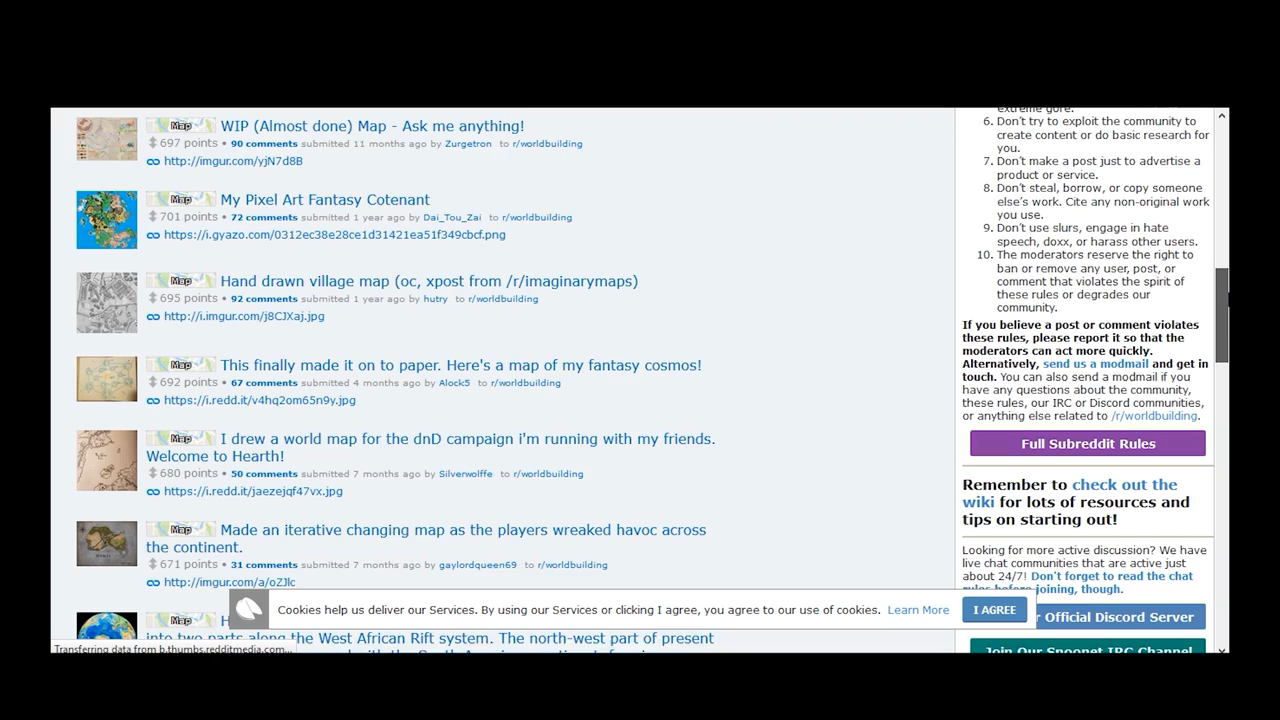 Map WIP (Almost done) Map - Ask me anything!
697 points • 90 comments submitted 11 months ago by Zurgetron to r/worldbuilding
http://imgur.com/yjN7d8B
Map My Pixel Art Fantasy Cotenant
701 points • 72 comments submitted 1 year ago by Dai_Tou_Zai to r/worldbuilding
https://i.gyazo.com/0312ec38e28ce1d31421ea51f349cbcf.png
Map Hand drawn village map (oc, xpost from /r/imaginarymaps)
695 points • 92 comments submitted 1 year ago by hutry to r/worldbuilding
http://i.imgur.com/j8CJXaj.jpg
Map This finally made it on to paper. Here's a map of my fantasy cosmos!
692 points • 67 comments submitted 4 months ago by Alock5 to r/worldbuilding
https://i.redd.it/v4hq2om65n9y.jpg
Map I drew a world map for the dnD campaign i'm running with my friends.
Welcome to Hearth!
680 points • 50 comments submitted 7 months ago by Silverwolffe to r/worldbuilding
https://i.redd.it/jaezejqf47vx.jpg
Map Made an iterative changing map as the players wreaked havoc across
the continent.
671 points • 31 comments submitted 7 months ago by gaylordqueen69 to r/worldbuilding
http://imgur.com/a/oZJlc
into two parts along the West African Rift system. The north-west part of present
Transferring data from b.thumbs.redditmedia.com...
Cookies help us deliver our Services. By using our Services or clicking I agree, you agree to our use of cookies. Learn More I AGREE
extreme gore.
6. Don't try to exploit the community to
create content or do basic research for
you.
7. Don't make a post just to advertise a
product or service.
8. Don't steal, borrow, or copy someone
else's work. Cite any non-original work
you use.
9. Don't use slurs, engage in hate
speech, doxx, or harass other users.
10. The moderators reserve the right to
ban or remove any user, post, or
comment that violates the spirit of
these rules or degrades our
community.
If you believe a post or comment violates
these rules, please report it so that the
moderators can act more quickly.
Alternatively, send us a modmail and get in
touch. You can also send a modmail if you
have any questions about the community,
these rules, our IRC or Discord communities,
or anything else related to /r/worldbuilding.
Full Subreddit Rules
Remember to check out the
wiki for lots of resources and
tips on starting out!
Looking for more active discussion? We have
live chat communities that are active just
about 24/7! Don't forget to read the chat
rules before joining, though.
r Official Discord Server
Join Our Snoonet IRC Channel